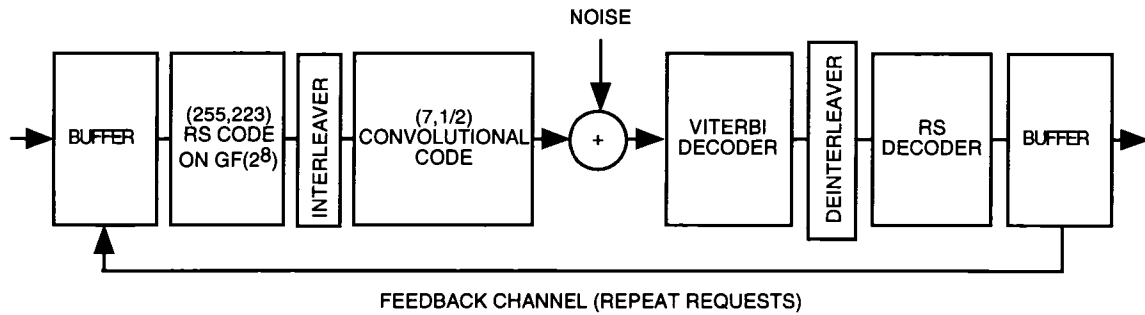 NOISE
BUFFER
(255,223)
RS CODE
ON GF(2⁸)
INTERLEAVER
(7,1/2)
CONVOLUTIONAL
CODE
+
VITERBI
DECODER
DEINTERLEAVER
RS
DECODER
BUFFER
FEEDBACK CHANNEL (REPEAT REQUESTS)